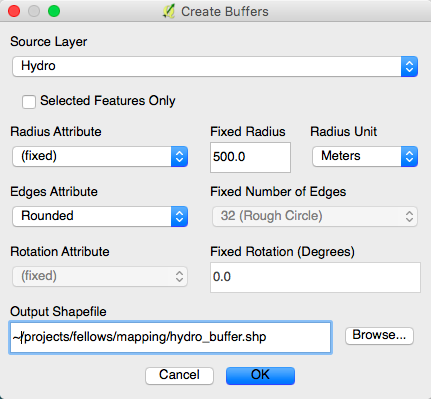 Create Buffers
Source Layer
Hydro
Selected Features Only
Radius Attribute Fixed Radius Radius Unit
(fixed) 500.0 Meters
Edges Attribute Fixed Number of Edges
Rounded 32 (Rough Circle)
Rotation Attribute Fixed Rotation (Degrees)
(fixed) 0.0
Output Shapefile
~/projects/fellows/mapping/hydro_buffer.shp Browse...
Cancel OK